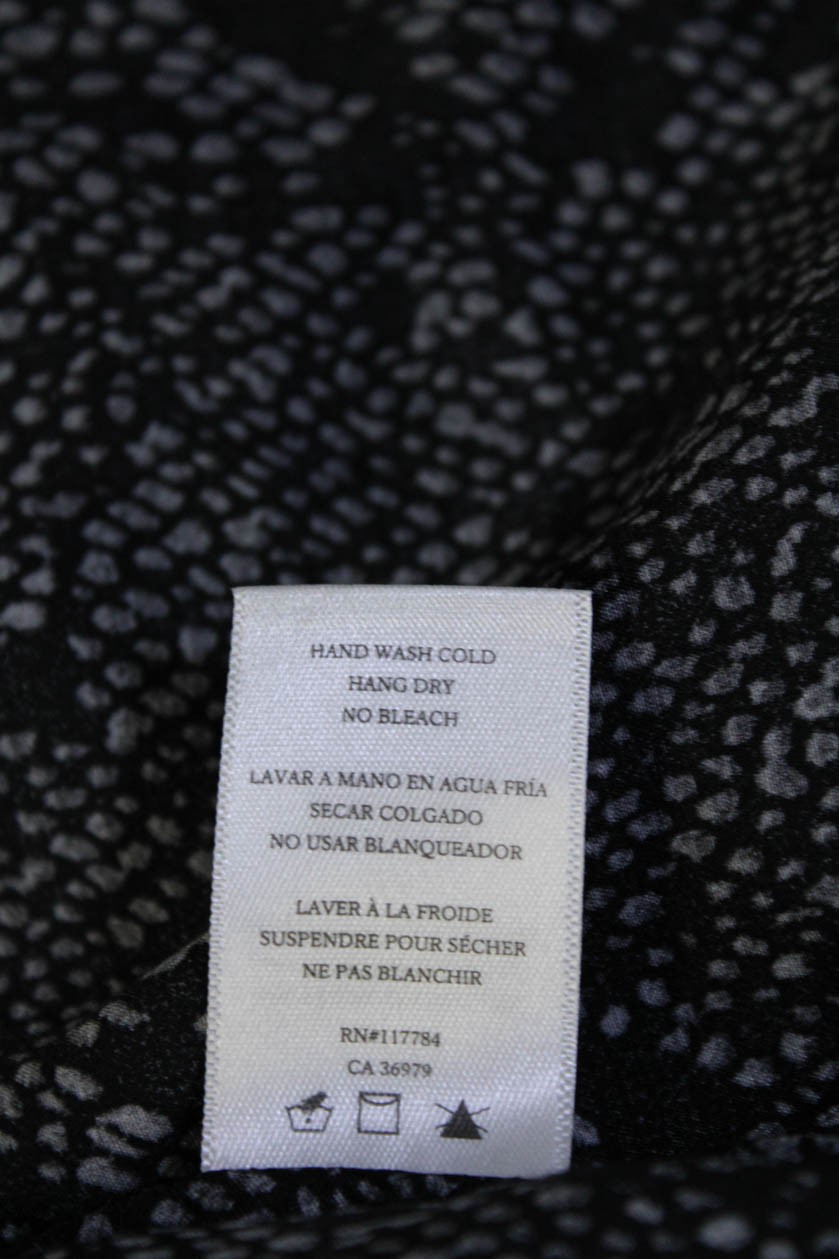 HAND WASH COLD
HANG DRY
NO BLEACH
LAVAR A MANO EN AGUA FRÍA
SECAR COLGADO
NO USAR BLANQUEADOR
LAVER À LA FROIDE
SUSPENDRE POUR SÉCHER
NE PAS BLANCHIR
RN#117784
CA 36979